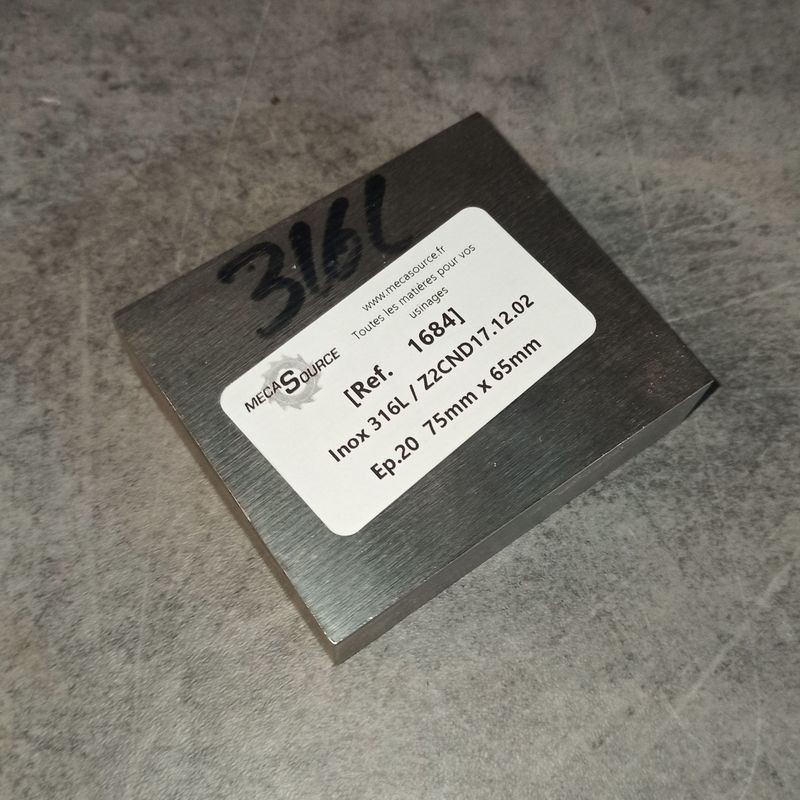 316L
www.mecasource.fr
Toutes les matières pour vos
usinages
MECASOURCE
[Ref. 1684]
Inox 316L / Z2CND17.12.02
Ep.20 75mm x 65mm